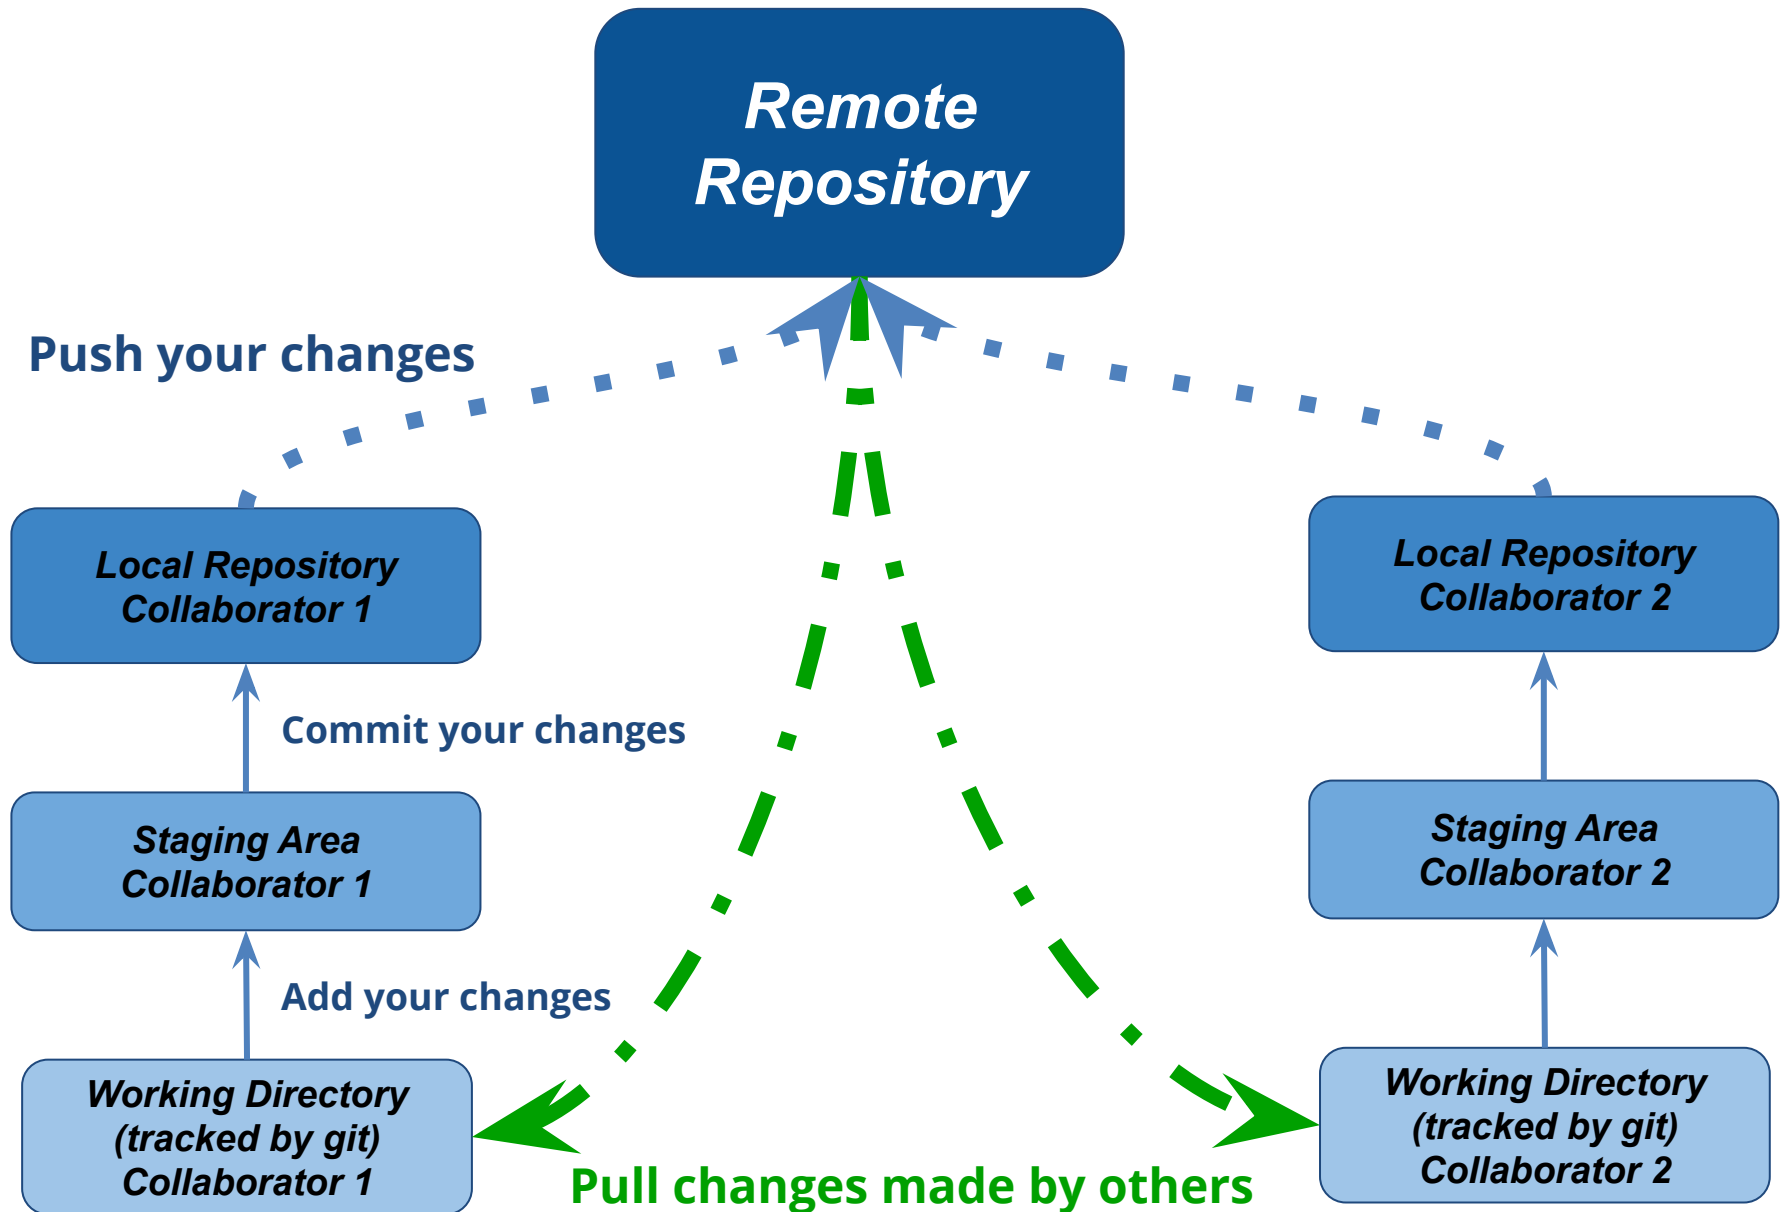 Remote
Repository
Push your changes
Local Repository
Collaborator 1
Local Repository
Collaborator 2
Commit your changes
Staging Area
Collaborator 1
Staging Area
Collaborator 2
Add your changes
Working Directory
(tracked by git)
Collaborator 1
Working Directory
(tracked by git)
Collaborator 2
Pull changes made by others